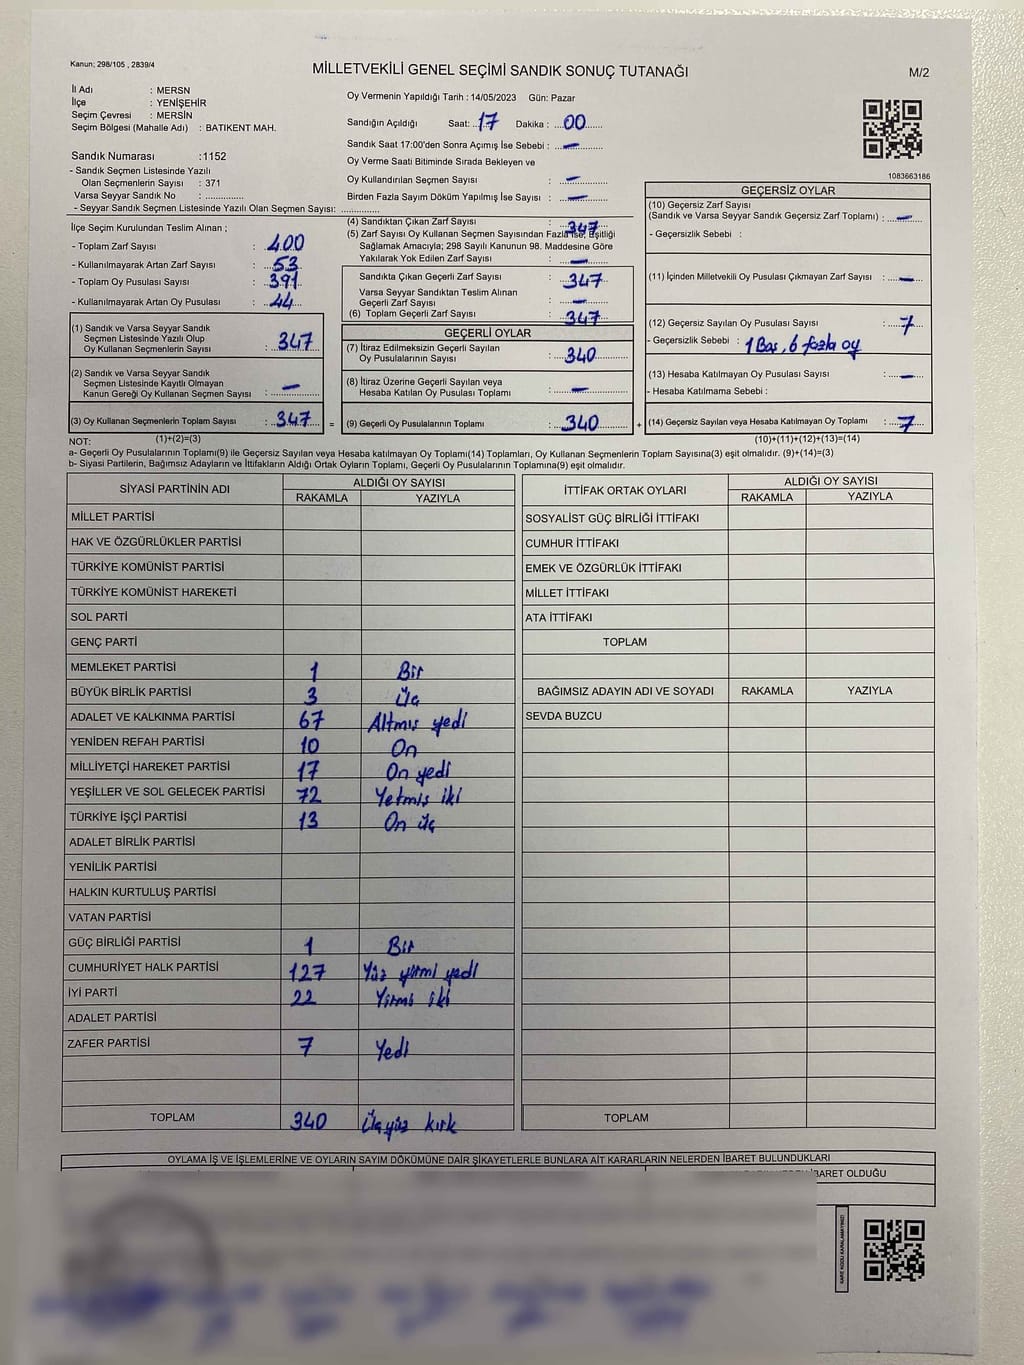 Kanun; 298/105 , 2839/4
MİLLETVEKİLİ GENEL SEÇİMİ SANDIK SONUÇ TUTANAĞI
M/2
İl Adı : MERSN
İlçe : YENİŞEHİR
Seçim Çevresi : MERSİN
Seçim Bölgesi (Mahalle Adı) : BATIKENT MAH.
Sandık Numarası :1152
- Sandık Seçmen Listesinde Yazılı
Olan Seçmenlerin Sayısı : 371
Varsa Seyyar Sandık No : ..............
- Seyyar Sandık Seçmen Listesinde Yazılı Olan Seçmen Sayısı: ..............
Oy Vermenin Yapıldığı Tarih : 14/05/2023 Gün: Pazar
Sandığın Açıldığı Saat: 17 Dakika : 00
Sandık Saat 17:00'den Sonra Açımış İse Sebebi : —
Oy Verme Saati Bitiminde Sırada Bekleyen ve
Oy Kullandırılan Seçmen Sayısı : —
Birden Fazla Sayım Döküm Yapılmış İse Sayısı : —
1083663186
İlçe Seçim Kurulundan Teslim Alınan ;
- Toplam Zarf Sayısı : 400
- Kullanılmayarak Artan Zarf Sayısı : 53
- Toplam Oy Pusulası Sayısı : 391
- Kullanılmayarak Artan Oy Pusulası : 44
(4) Sandıktan Çıkan Zarf Sayısı : 347
(5) Zarf Sayısı Oy Kullanan Seçmen Sayısından Fazla ise, Eşitliği
Sağlamak Amacıyla; 298 Sayılı Kanunun 98. Maddesine Göre
Yakılarak Yok Edilen Zarf Sayısı : —
Sandıkta Çıkan Geçerli Zarf Sayısı : 347
Varsa Seyyar Sandıktan Teslim Alınan
Geçerli Zarf Sayısı : —
(6) Toplam Geçerli Zarf Sayısı : 347
GEÇERSİZ OYLAR
(10) Geçersiz Zarf Sayısı
(Sandık ve Varsa Seyyar Sandık Geçersiz Zarf Toplamı) : —
- Geçersizlik Sebebi :
(11) İçinden Milletvekili Oy Pusulası Çıkmayan Zarf Sayısı : —
(12) Geçersiz Sayılan Oy Pusulası Sayısı : 7
- Geçersizlik Sebebi : 1 Boş, 6 fazla oy
(13) Hesaba Katılmayan Oy Pusulası Sayısı : —
- Hesaba Katılmama Sebebi :
(1) Sandık ve Varsa Seyyar Sandık
Seçmen Listesinde Yazılı Olup
Oy Kullanan Seçmenlerin Sayısı : 347
(2) Sandık ve Varsa Seyyar Sandık
Seçmen Listesinde Kayıtlı Olmayan
Kanun Gereği Oy Kullanan Seçmen Sayısı : —
GEÇERLİ OYLAR
(7) İtiraz Edilmeksizin Geçerli Sayılan
Oy Pusulalarının Sayısı : 340
(8) İtiraz Üzerine Geçerli Sayılan veya
Hesaba Katılan Oy Pusulası Toplamı : —
(3) Oy Kullanan Seçmenlerin Toplam Sayısı : 347 = (9) Geçerli Oy Pusulalarının Toplamı : 340 + (14) Geçersiz Sayılan veya Hesaba Katılmayan Oy Toplamı : 7
NOT: (1)+(2)=(3) (10)+(11)+(12)+(13)=(14)
a- Geçerli Oy Pusulalarının Toplamı(9) ile Geçersiz Sayılan veya Hesaba katılmayan Oy Toplamı(14) Toplamları, Oy Kullanan Seçmenlerin Toplam Sayısına(3) eşit olmalıdır. (9)+(14)=(3)
b- Siyasi Partilerin, Bağımsız Adayların ve İttifakların Aldığı Ortak Oyların Toplamı, Geçerli Oy Pusulalarının Toplamına(9) eşit olmalıdır.
SİYASİ PARTİNİN ADI ALDIĞI OY SAYISI
RAKAMLA YAZIYLA
MİLLET PARTİSİ
HAK VE ÖZGÜRLÜKLER PARTİSİ
TÜRKİYE KOMÜNİST PARTİSİ
TÜRKİYE KOMÜNİST HAREKETİ
SOL PARTİ
GENÇ PARTİ
MEMLEKET PARTİSİ 1 Bir
BÜYÜK BİRLİK PARTİSİ 3 Üç
ADALET VE KALKINMA PARTİSİ 67 Altmış yedi
YENİDEN REFAH PARTİSİ 10 On
MİLLİYETÇİ HAREKET PARTİSİ 17 On yedi
YEŞİLLER VE SOL GELECEK PARTİSİ 72 Yetmiş iki
TÜRKİYE İŞÇİ PARTİSİ 13 On üç
ADALET BİRLİK PARTİSİ
YENİLİK PARTİSİ
HALKIN KURTULUŞ PARTİSİ
VATAN PARTİSİ
GÜÇ BİRLİĞİ PARTİSİ 1 Bir
CUMHURİYET HALK PARTİSİ 127 Yüz yirmi yedi
İYİ PARTİ 22 Yirmi iki
ADALET PARTİSİ
ZAFER PARTİSİ 7 Yedi
TOPLAM 340 Üçyüz kırk
İTTİFAK ORTAK OYLARI ALDIĞI OY SAYISI
RAKAMLA YAZIYLA
SOSYALİST GÜÇ BİRLİĞİ İTTİFAKI
CUMHUR İTTİFAKI
EMEK VE ÖZGÜRLÜK İTTİFAKI
MİLLET İTTİFAKI
ATA İTTİFAKI
TOPLAM
BAĞIMSIZ ADAYIN ADI VE SOYADI RAKAMLA YAZIYLA
SEVDA BUZCU
TOPLAM
OYLAMA İŞ VE İŞLEMLERİNE VE OYLARIN SAYIM DÖKÜMÜNE DAİR ŞİKAYETLERLE BUNLARA AİT KARARLARIN NELERDEN İBARET BULUNDUKLARI
İBARET OLDUĞU
KARE KODU KARALAMAYINIZ!